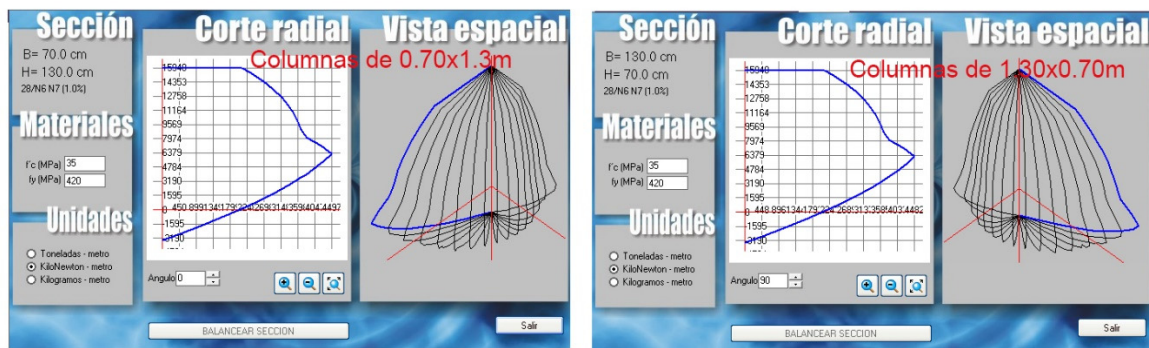 Sección
Corte radial
Vista espacial
Columnas de 0.70x1.3m
B= 70.0 cm
H= 130.0 cm
28/N6 N7 (1.0%)
15948
14353
12758
11164
9569
7974
6379
4784
3190
1595
0
-1595
-3190
Materiales
f'c (MPa) 35
fy (MPa) 420
Unidades
Toneladas - metro
KiloNewton - metro
Kilogramos - metro
Angulo 0
BALANCEAR SECCION
Salir
Sección
Corte radial
Vista espacial
Columnas de 1.30x0.70m
B= 130.0 cm
H= 70.0 cm
28/N6 N7 (1.0%)
15948
14353
12758
11164
9569
7974
6379
4784
3190
1595
0
-1595
-3190
Materiales
f'c (MPa) 35
fy (MPa) 420
Unidades
Toneladas - metro
KiloNewton - metro
Kilogramos - metro
Angulo 90
BALANCEAR SECCION
Salir